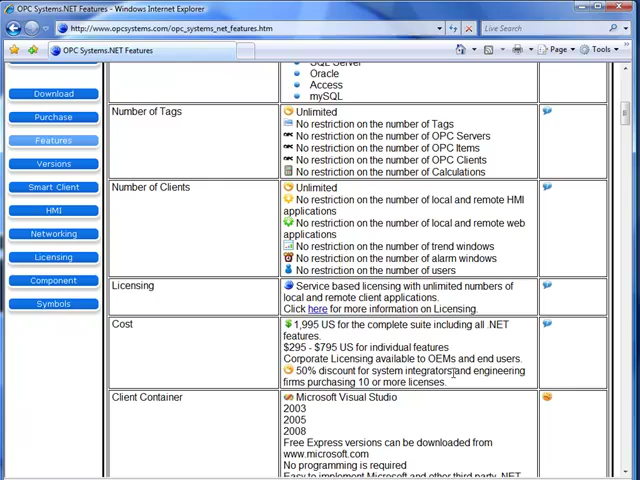 OPC Systems.NET Features - Windows Internet Explorer
http://www.opcsystems.com/opc_systems_net_features.htm
Live Search
OPC Systems.NET Features
Page
Tools
Download
Purchase
Features
Versions
Smart Client
HMI
Networking
Licensing
Component
Symbols
SQL Server
Oracle
Access
mySQL
Number of Tags
Unlimited
No restriction on the number of Tags
No restriction on the number of OPC Servers
No restriction on the number of OPC Items
No restriction on the number of OPC Clients
No restriction on the number of Calculations
Number of Clients
Unlimited
No restriction on the number of local and remote HMI
applications
No restriction on the number of local and remote web
applications
No restriction on the number of trend windows
No restriction on the number of alarm windows
No restriction on the number of users
Licensing
Service based licensing with unlimited numbers of
local and remote client applications.
Click here for more information on Licensing.
Cost
1,995 US for the complete suite including all .NET
features.
$295 - $795 US for individual features
Corporate Licensing available to OEMs and end users.
50% discount for system integrators and engineering
firms purchasing 10 or more licenses.
Client Container
Microsoft Visual Studio
2003
2005
2008
Free Express versions can be downloaded from
www.microsoft.com
No programming is required
Easy to implement Microsoft and other third party .NET